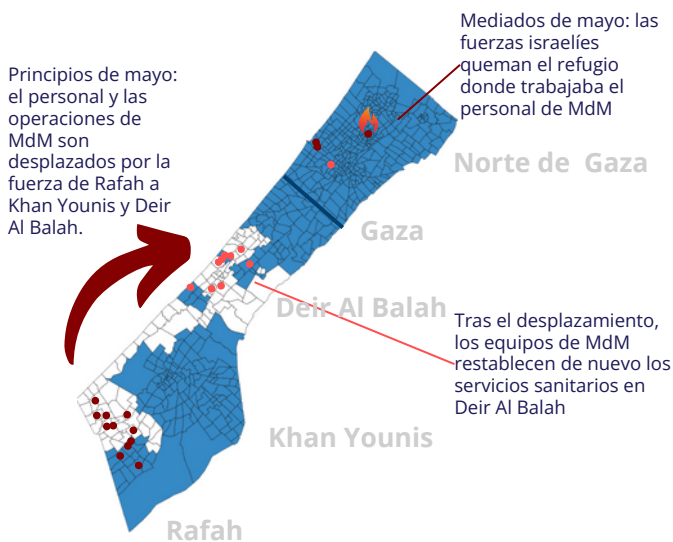 Mediados de mayo: las
fuerzas israelíes
queman el refugio
donde trabajaba el
personal de MdM
Principios de mayo:
el personal y las
operaciones de
MdM son
desplazados por la
fuerza de Rafah a
Khan Younis y Deir
Al Balah.
Norte de Gaza
Gaza
Deir Al Balah
Tras el desplazamiento,
los equipos de MdM
restablecen de nuevo los
servicios sanitarios en
Deir Al Balah
Khan Younis
Rafah